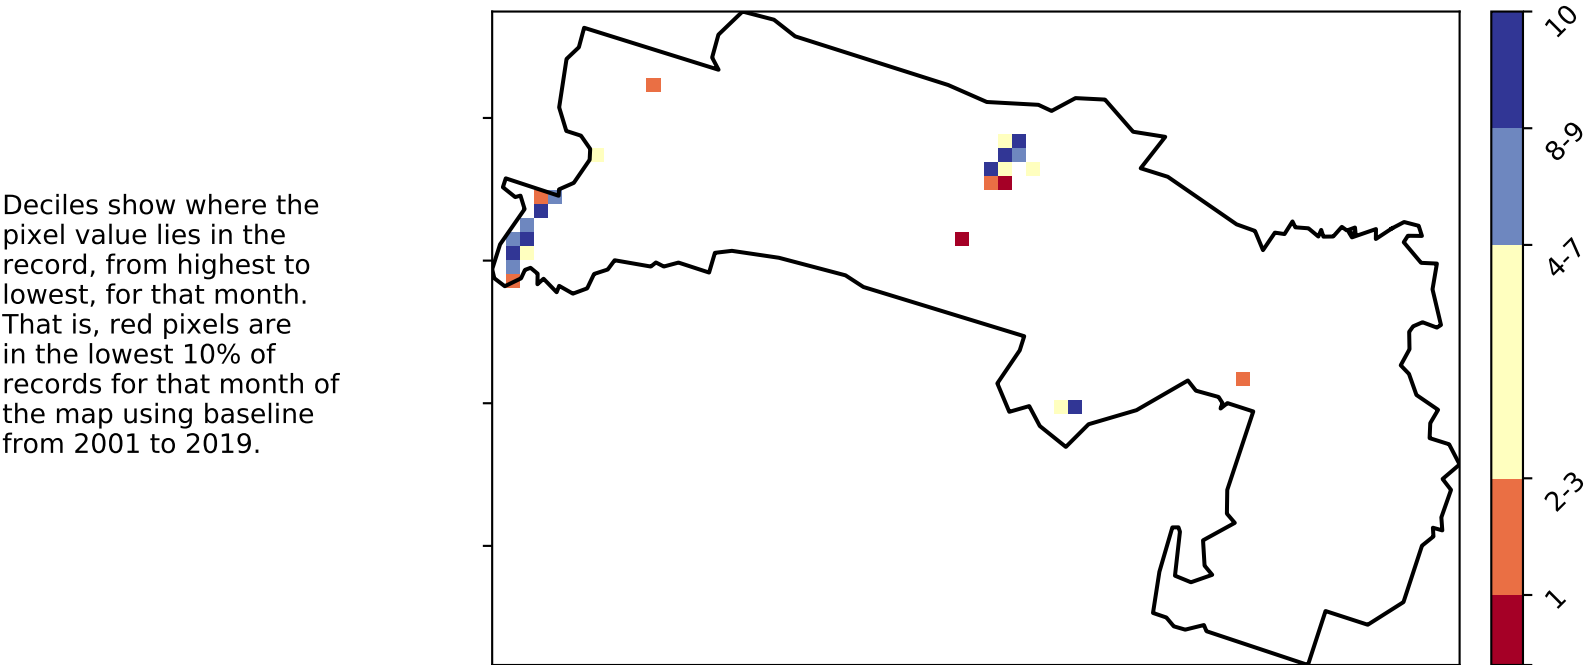 Deciles show where the
pixel value lies in the
record, from highest to
lowest, for that month.
That is, red pixels are
in the lowest 10% of
records for that month of
the map using baseline
from 2001 to 2019.
10
8-9
4-7
2-3
1